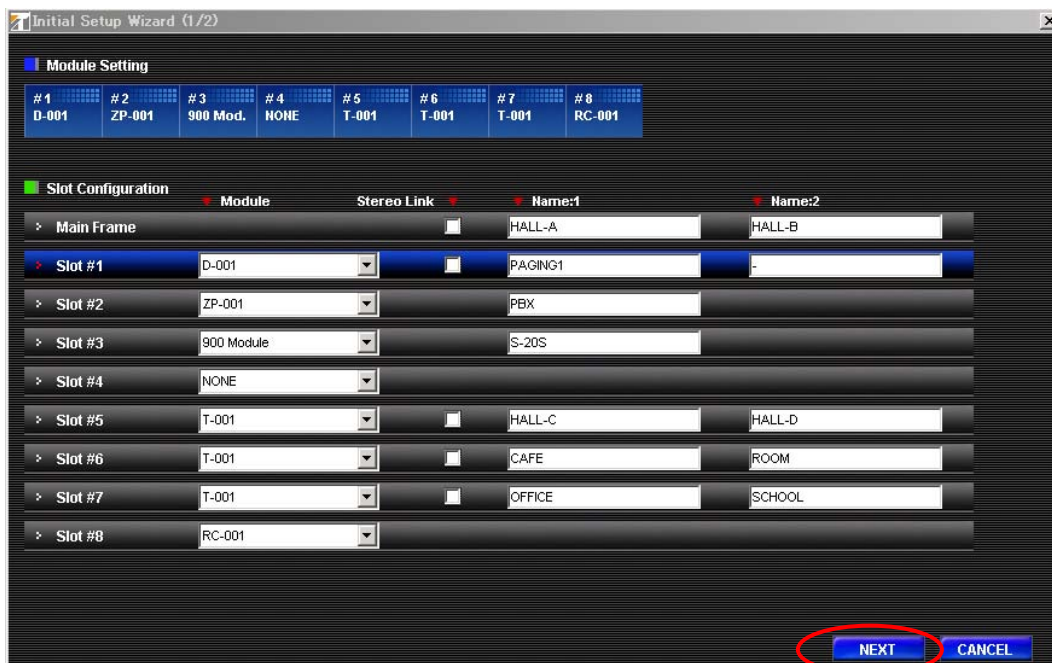 Initial Setup Wizard (1/2)
Module Setting
#1 #2 #3 #4 #5 #6 #7 #8
D-001 ZP-001 900 Mod. NONE T-001 T-001 T-001 RC-001
Slot Configuration
Module Stereo Link Name:1 Name:2
Main Frame HALL-A HALL-B
Slot #1 D-001 PAGING1 -
Slot #2 ZP-001 PBX
Slot #3 900 Module S-20S
Slot #4 NONE
Slot #5 T-001 HALL-C HALL-D
Slot #6 T-001 CAFE ROOM
Slot #7 T-001 OFFICE SCHOOL
Slot #8 RC-001
NEXT CANCEL